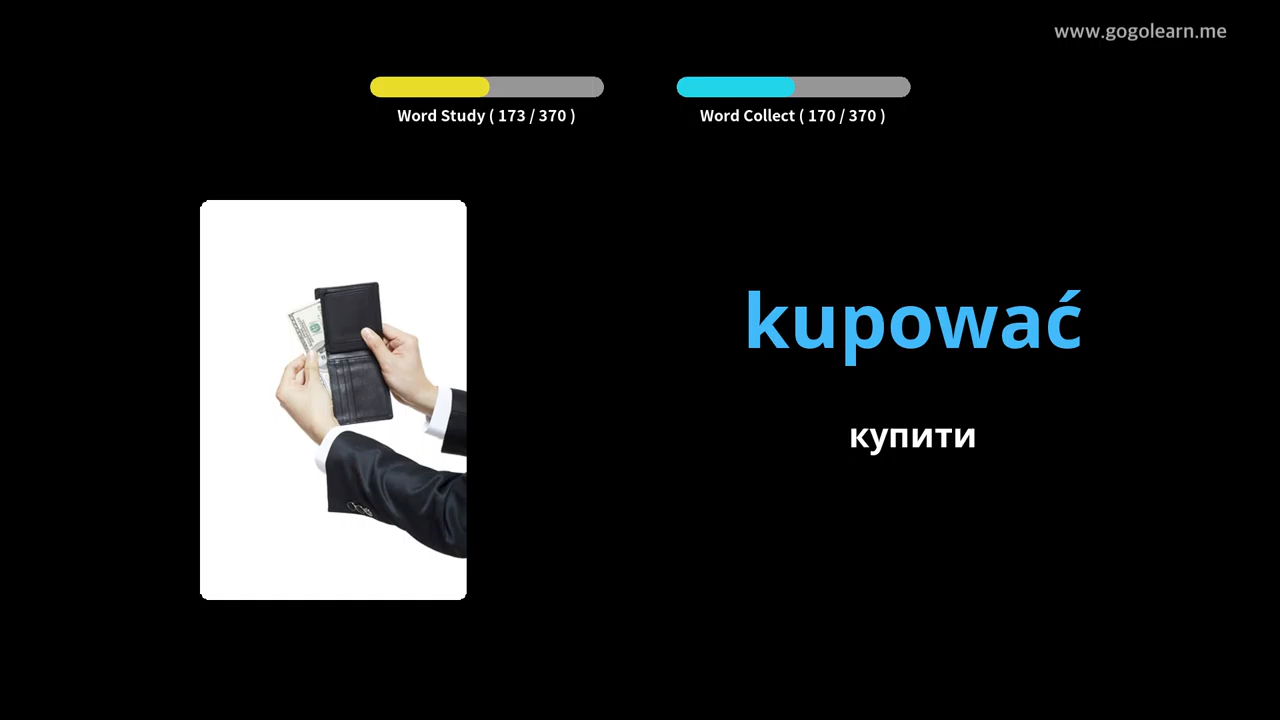 www.gogolearn.me
Word Study ( 173 / 370 )
Word Collect ( 170 / 370 )
kupować
купити